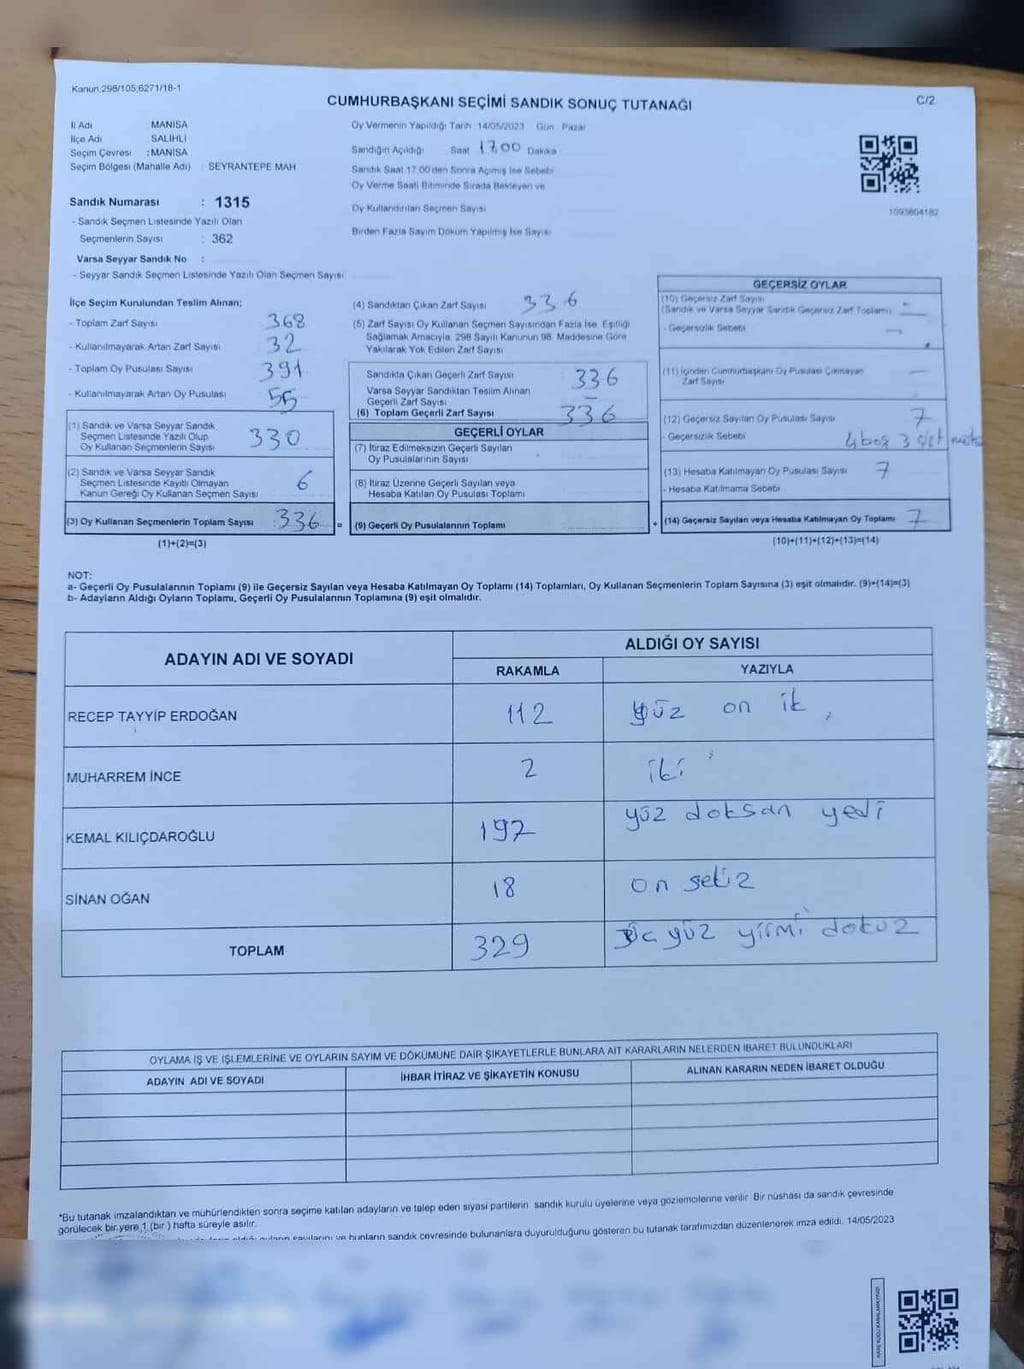 Kanun,298/105,6271/18-1
CUMHURBAŞKANI SEÇİMİ SANDIK SONUÇ TUTANAĞI
C/2
İl Adı MANİSA
İlçe Adı SALİHLİ
Seçim Çevresi : MANİSA
Seçim Bölgesi (Mahalle Adı) : SEYRANTEPE MAH
Sandık Numarası : 1315
- Sandık Seçmen Listesinde Yazılı Olan
Seçmenlerin Sayısı : 362
Varsa Seyyar Sandık No :
- Seyyar Sandık Seçmen Listesinde Yazılı Olan Seçmen Sayısı
Oy Vermenin Yapıldığı Tarih 14/05/2023 Gün Pazar
Sandığın Açıldığı Saat 17,00 Dakika
Sandık Saat 17:00'den Sonra Açımış İse Sebebi
Oy Verme Saati Bitiminde Sırada Bekleyen ve
Oy Kullandırılan Seçmen Sayısı
Birden Fazla Sayım Döküm Yapılmış İse Sayısı
1093804182
İlçe Seçim Kurulundan Teslim Alınan;
- Toplam Zarf Sayısı 368
- Kullanılmayarak Artan Zarf Sayısı 32
- Toplam Oy Pusulası Sayısı 391
- Kullanılmayarak Artan Oy Pusulası 55
(1) Sandık ve Varsa Seyyar Sandık
Seçmen Listesinde Yazılı Olup
Oy Kullanan Seçmenlerin Sayısı 330
(2) Sandık ve Varsa Seyyar Sandık
Seçmen Listesinde Kayıtlı Olmayan
Kanun Gereği Oy Kullanan Seçmen Sayısı 6
(3) Oy Kullanan Seçmenlerin Toplam Sayısı 336 =
(1)+(2)=(3)
(4) Sandıktan Çıkan Zarf Sayısı 336
(5) Zarf Sayısı Oy Kullanan Seçmen Sayısından Fazla İse, Eşitliği
Sağlamak Amacıyla, 298 Sayılı Kanunun 98. Maddesine Göre
Yakılarak Yok Edilen Zarf Sayısı
Sandıkta Çıkan Geçerli Zarf Sayısı 336
Varsa Seyyar Sandıktan Teslim Alınan
Geçerli Zarf Sayısı -
(6) Toplam Geçerli Zarf Sayısı 336
GEÇERLİ OYLAR
(7) İtiraz Edilmeksizin Geçerli Sayılan
Oy Pusulalarının Sayısı
(8) İtiraz Üzerine Geçerli Sayılan veya
Hesaba Katılan Oy Pusulası Toplamı
(9) Geçerli Oy Pusulalarının Toplamı +
GEÇERSİZ OYLAR
(10) Geçersiz Zarf Sayısı
(Sandık ve Varsa Seyyar Sandık Geçersiz Zarf Toplamı) -
- Geçersizlik Sebebi -
(11) İçinden Cumhurbaşkanı Oy Pusulası Çıkmayan
Zarf Sayısı -
(12) Geçersiz Sayılan Oy Pusulası Sayısı 7
- Geçersizlik Sebebi 4 boş 3 çift
(13) Hesaba Katılmayan Oy Pusulası Sayısı 7
- Hesaba Katılmama Sebebi
(14) Geçersiz Sayılan veya Hesaba Katılmayan Oy Toplamı 7
(10)+(11)+(12)+(13)=(14)
NOT:
a- Geçerli Oy Pusulalarının Toplamı (9) ile Geçersiz Sayılan veya Hesaba Katılmayan Oy Toplamı (14) Toplamları, Oy Kullanan Seçmenlerin Toplam Sayısına (3) eşit olmalıdır. (9)+(14)=(3)
b- Adayların Aldığı Oyların Toplamı, Geçerli Oy Pusulalarının Toplamına (9) eşit olmalıdır.
ADAYIN ADI VE SOYADI
ALDIĞI OY SAYISI
RAKAMLA YAZIYLA
RECEP TAYYİP ERDOĞAN 112 yüz on ik
MUHARREM İNCE 2 iki
KEMAL KILIÇDAROĞLU 197 yüz doksan yedi
SİNAN OĞAN 18 on sekiz
TOPLAM 329 üç yüz yirmi dokuz
OYLAMA İŞ VE İŞLEMLERİNE VE OYLARIN SAYIM VE DÖKÜMÜNE DAİR ŞİKAYETLERLE BUNLARA AİT KARARLARIN NELERDEN İBARET BULUNDUKLARI
ADAYIN ADI VE SOYADI İHBAR İTİRAZ VE ŞİKAYETİN KONUSU ALINAN KARARIN NEDEN İBARET OLDUĞU
*Bu tutanak imzalandıktan ve mühürlendikten sonra seçime katılan adayların ve talep eden siyasi partilerin sandık kurulu üyelerine veya gözlemcilerine verilir Bir nüshası da sandık çevresinde
görülecek bir yere 1 (bir ) hafta süreyle asılır.
sayılarını ve bunların sandık çevresinde bulunanlara duyurulduğunu gösteren bu tutanak tarafımızdan düzenlenerek imza edildi. 14/05/2023